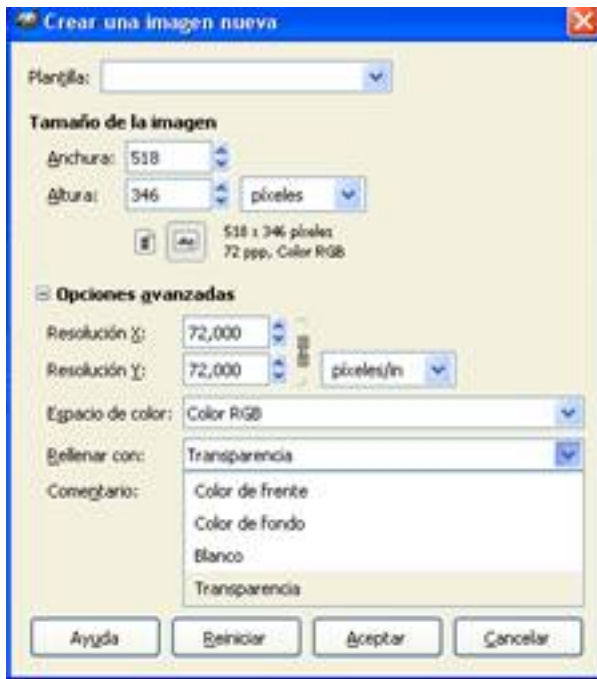 Crear una imagen nueva
Plantilla:
Tamaño de la imagen
Anchura: 518
Altura: 346 píxeles
518 x 346 píxeles
72 ppp, Color RGB
Opciones avanzadas
Resolución X: 72,000
Resolución Y: 72,000 píxeles/in
Espacio de color: Color RGB
Rellenar con: Transparencia
Comentario:
Color de frente
Color de fondo
Blanco
Transparencia
Ayuda Reiniciar Aceptar Cancelar